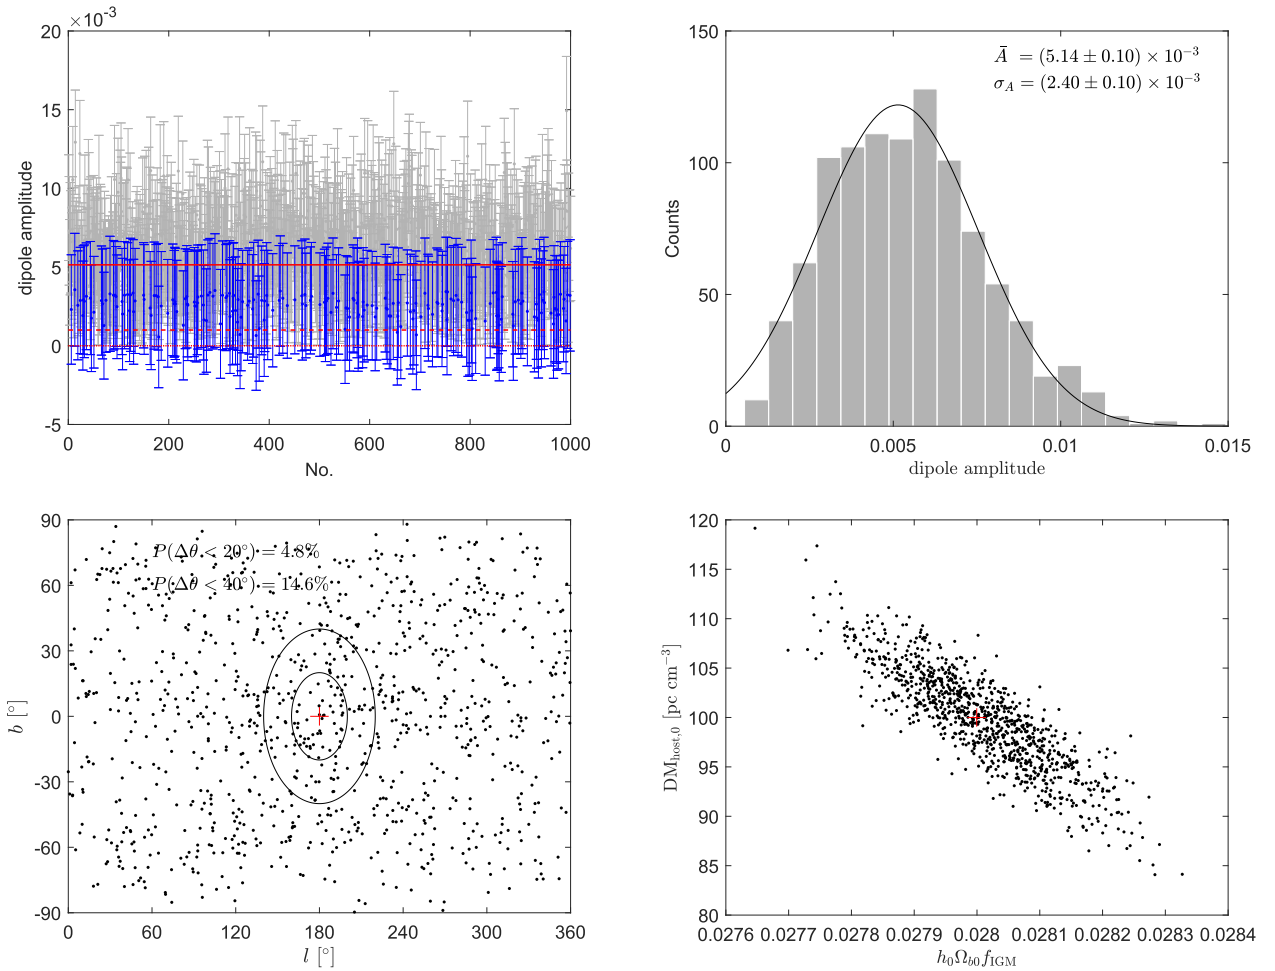 ×10⁻³
20
15
10
5
0
-5
0 200 400 600 800 1000
No.
dipole amplitude
150
100
50
0
Counts
Ā = (5.14 ± 0.10) × 10⁻³
σ_A = (2.40 ± 0.10) × 10⁻³
0 0.005 0.01 0.015
dipole amplitude
90
60
30
0
-30
-60
-90
b [°]
P(Δθ < 20°) = 4.8%
P(Δθ < 40°) = 14.6%
0 60 120 180 240 300 360
l [°]
120
115
110
105
100
95
90
85
80
DM_host,0 [pc cm⁻³]
0.0276 0.0277 0.0278 0.0279 0.028 0.0281 0.0282 0.0283 0.0284
h₀Ω_b0 f_IGM